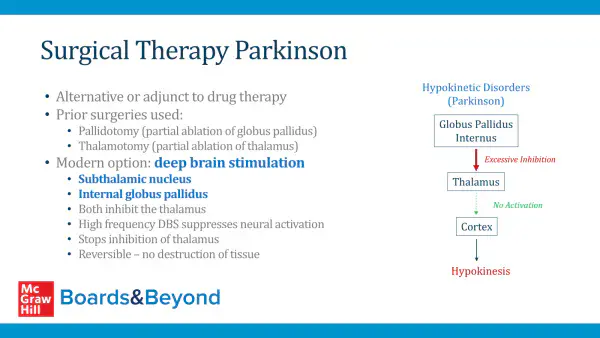 Surgical Therapy Parkinson
• Alternative or adjunct to drug therapy
• Prior surgeries used:
• Pallidotomy (partial ablation of globus pallidus)
• Thalamotomy (partial ablation of thalamus)
• Modern option: deep brain stimulation
• Subthalamic nucleus
• Internal globus pallidus
• Both inhibit the thalamus
• High frequency DBS suppresses neural activation
• Stops inhibition of thalamus
• Reversible – no destruction of tissue
Hypokinetic Disorders
(Parkinson)
Globus Pallidus
Internus
Excessive Inhibition
Thalamus
No Activation
Cortex
Hypokinesis
Mc
Graw
Hill
Boards&Beyond